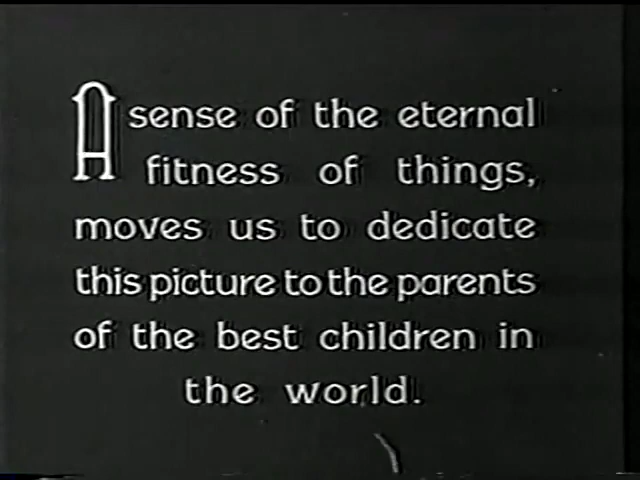 A sense of the eternal
fitness of things,
moves us to dedicate
this picture to the parents
of the best children in
the world.